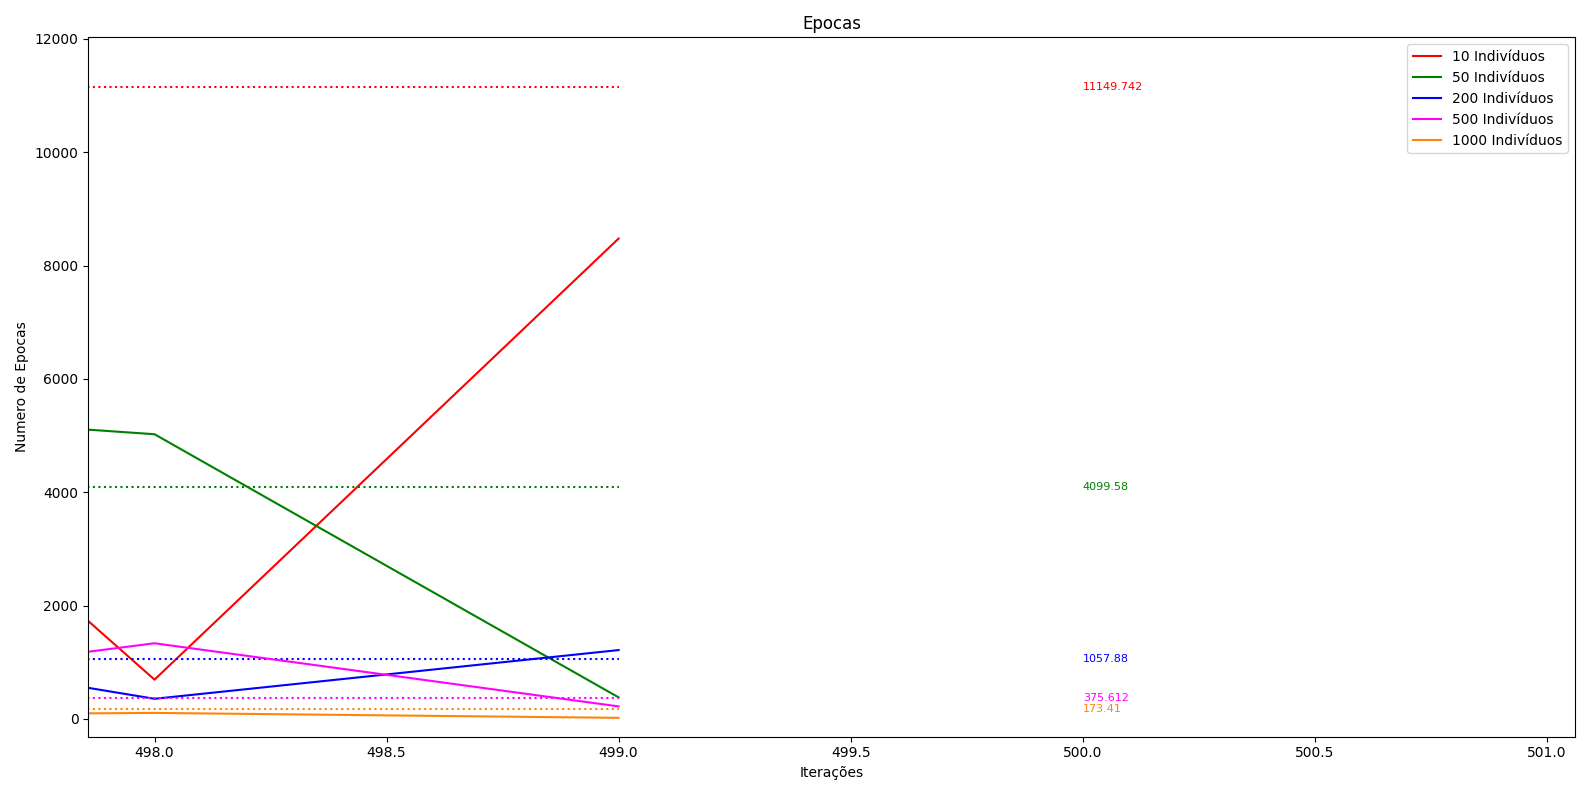 Epocas
12000
10000
8000
6000
4000
2000
0
Numero de Epocas
498.0
498.5
499.0
499.5
500.0
500.5
501.0
Iterações
10 Indivíduos
50 Indivíduos
200 Indivíduos
500 Indivíduos
1000 Indivíduos
11149.742
4099.58
1057.88
375.612
173.41